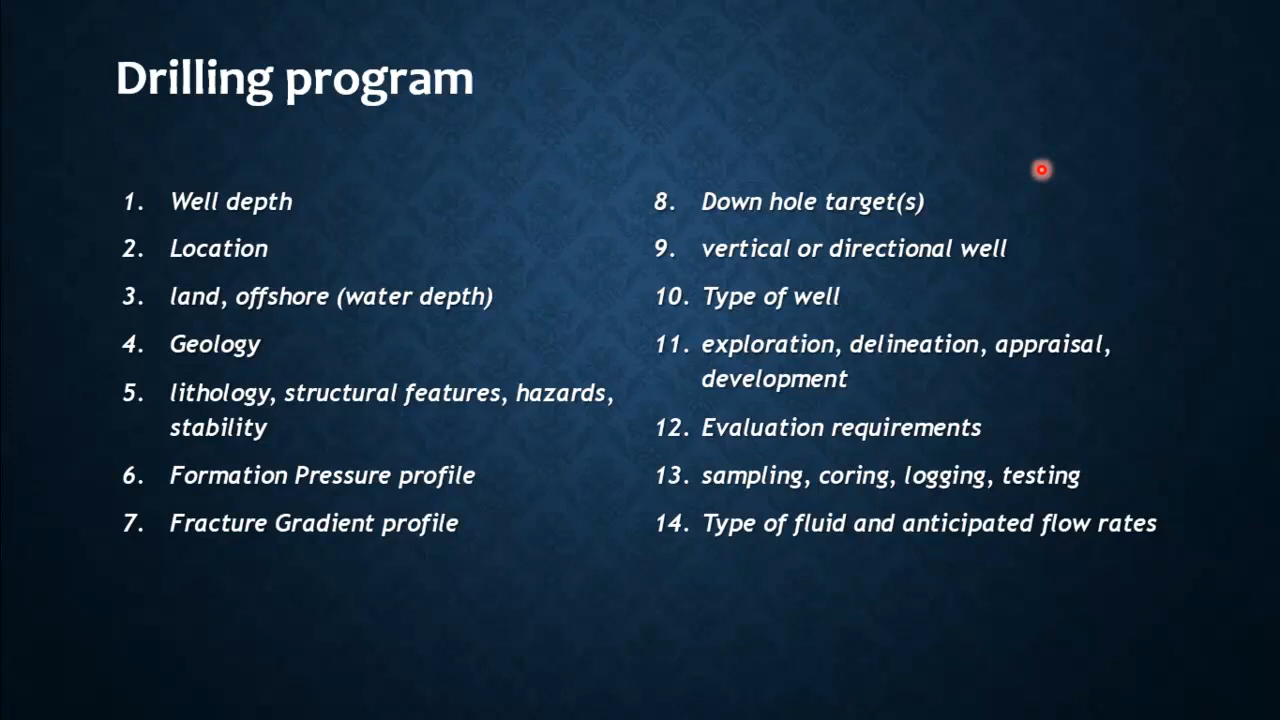 Drilling program
1. Well depth
2. Location
3. land, offshore (water depth)
4. Geology
5. lithology, structural features, hazards,
stability
6. Formation Pressure profile
7. Fracture Gradient profile
8. Down hole target(s)
9. vertical or directional well
10. Type of well
11. exploration, delineation, appraisal,
development
12. Evaluation requirements
13. sampling, coring, logging, testing
14. Type of fluid and anticipated flow rates